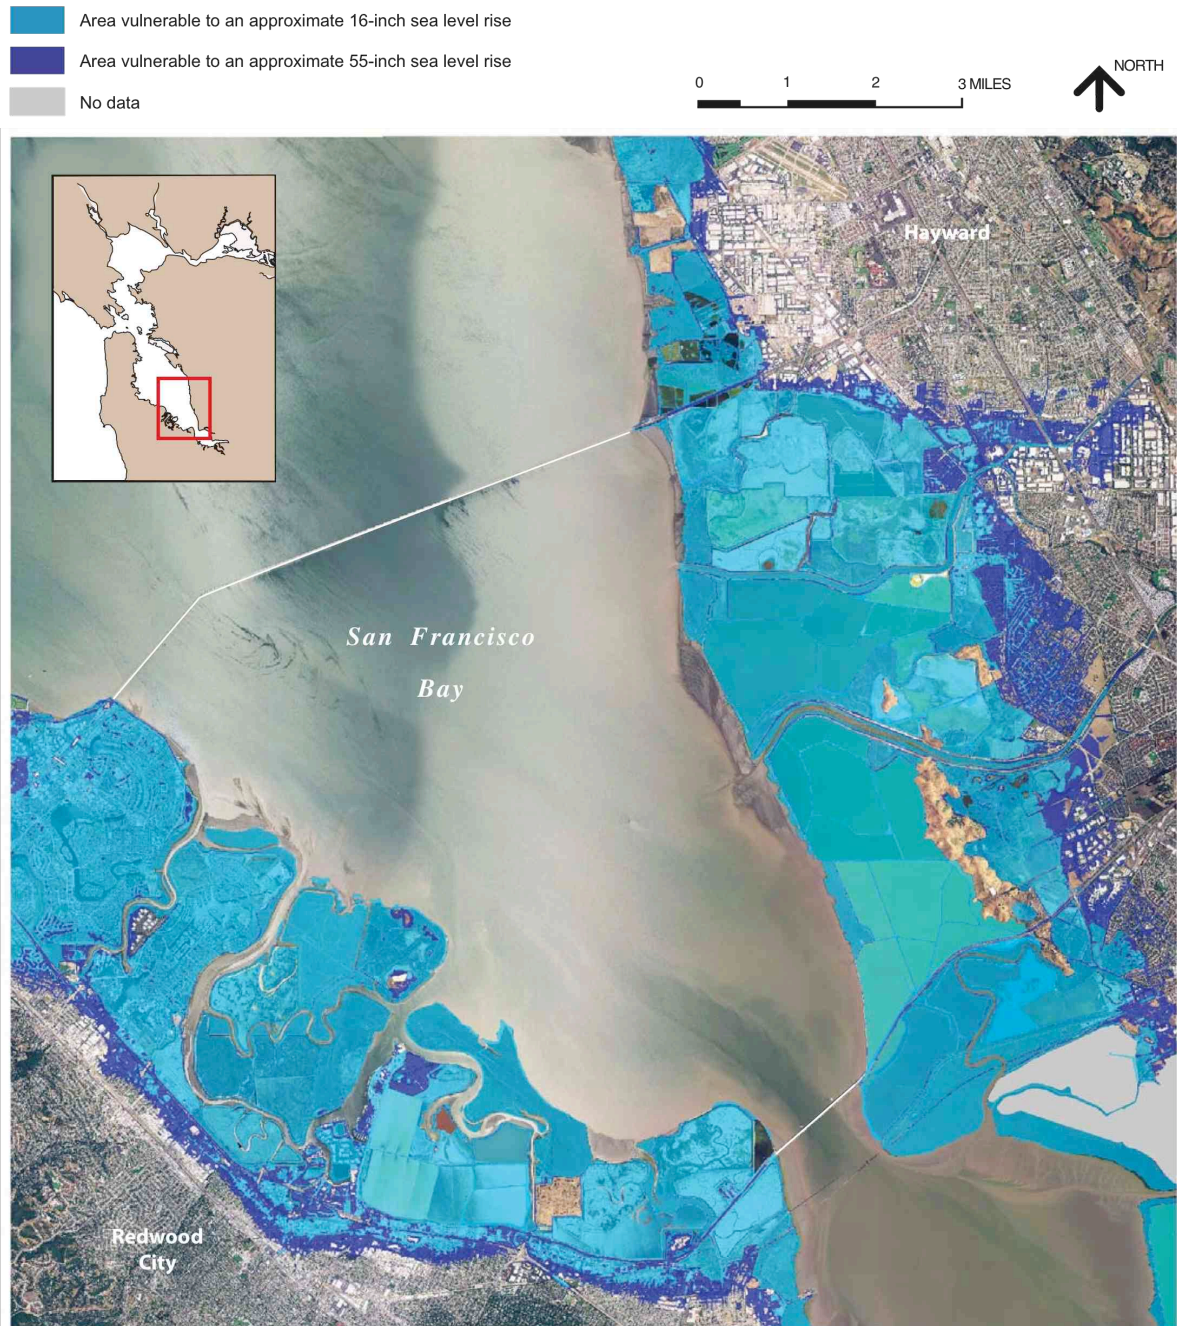 Area vulnerable to an approximate 16-inch sea level rise
Area vulnerable to an approximate 55-inch sea level rise
No data
0 1 2 3 MILES
NORTH
Hayward
San Francisco
Bay
Redwood
City